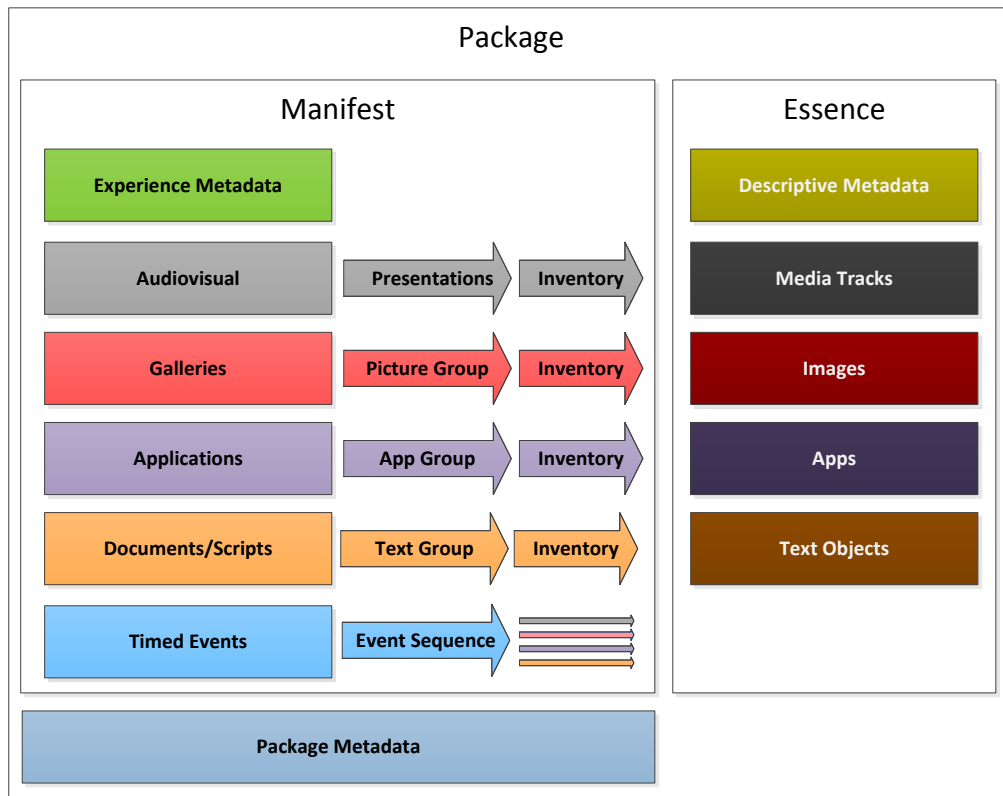 Package
Manifest
Essence
Experience Metadata
Descriptive Metadata
Audiovisual
Presentations
Inventory
Media Tracks
Galleries
Picture Group
Inventory
Images
Applications
App Group
Inventory
Apps
Documents/Scripts
Text Group
Inventory
Text Objects
Timed Events
Event Sequence
Package Metadata